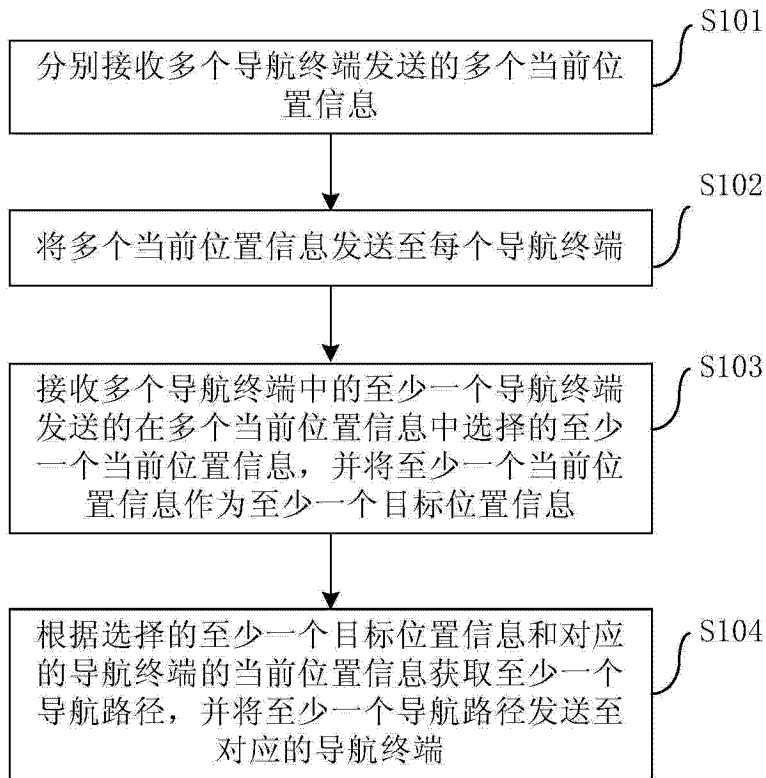 S101
分别接收多个导航终端发送的多个当前位
置信息
S102
将多个当前位置信息发送至每个导航终端
S103
接收多个导航终端中的至少一个导航终端
发送的在多个当前位置信息中选择的至少
一个当前位置信息，并将至少一个当前位
置信息作为至少一个目标位置信息
S104
根据选择的至少一个目标位置信息和对应
的导航终端的当前位置信息获取至少一个
导航路径，并将至少一个导航路径发送至
对应的导航终端